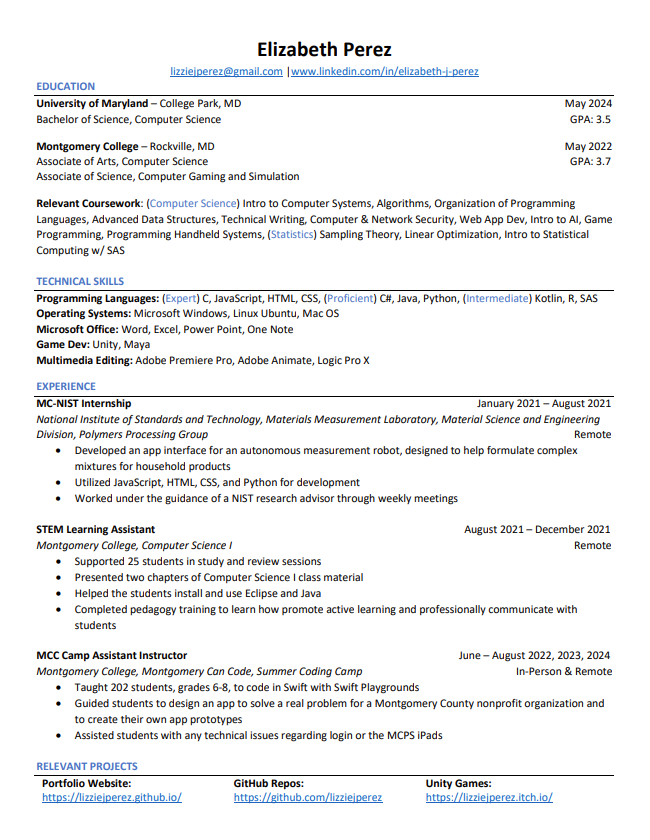 Elizabeth Perez
lizziejperez@gmail.com | www.linkedin.com/in/elizabeth-j-perez
EDUCATION
University of Maryland – College Park, MD May 2024
Bachelor of Science, Computer Science GPA: 3.5
Montgomery College – Rockville, MD May 2022
Associate of Arts, Computer Science GPA: 3.7
Associate of Science, Computer Gaming and Simulation
Relevant Coursework: (Computer Science) Intro to Computer Systems, Algorithms, Organization of Programming
Languages, Advanced Data Structures, Technical Writing, Computer & Network Security, Web App Dev, Intro to AI, Game
Programming, Programming Handheld Systems, (Statistics) Sampling Theory, Linear Optimization, Intro to Statistical
Computing w/ SAS
TECHNICAL SKILLS
Programming Languages: (Expert) C, JavaScript, HTML, CSS, (Proficient) C#, Java, Python, (Intermediate) Kotlin, R, SAS
Operating Systems: Microsoft Windows, Linux Ubuntu, Mac OS
Microsoft Office: Word, Excel, Power Point, One Note
Game Dev: Unity, Maya
Multimedia Editing: Adobe Premiere Pro, Adobe Animate, Logic Pro X
EXPERIENCE
MC-NIST Internship January 2021 – August 2021
National Institute of Standards and Technology, Materials Measurement Laboratory, Material Science and Engineering
Division, Polymers Processing Group Remote
• Developed an app interface for an autonomous measurement robot, designed to help formulate complex
mixtures for household products
• Utilized JavaScript, HTML, CSS, and Python for development
• Worked under the guidance of a NIST research advisor through weekly meetings
STEM Learning Assistant August 2021 – December 2021
Montgomery College, Computer Science I Remote
• Supported 25 students in study and review sessions
• Presented two chapters of Computer Science I class material
• Helped the students install and use Eclipse and Java
• Completed pedagogy training to learn how promote active learning and professionally communicate with
students
MCC Camp Assistant Instructor June – August 2022, 2023, 2024
Montgomery College, Montgomery Can Code, Summer Coding Camp In-Person & Remote
• Taught 202 students, grades 6-8, to code in Swift with Swift Playgrounds
• Guided students to design an app to solve a real problem for a Montgomery County nonprofit organization and
to create their own app prototypes
• Assisted students with any technical issues regarding login or the MCPS iPads
RELEVANT PROJECTS
Portfolio Website: GitHub Repos: Unity Games:
https://lizziejperez.github.io/ https://github.com/lizziejperez https://lizziejperez.itch.io/